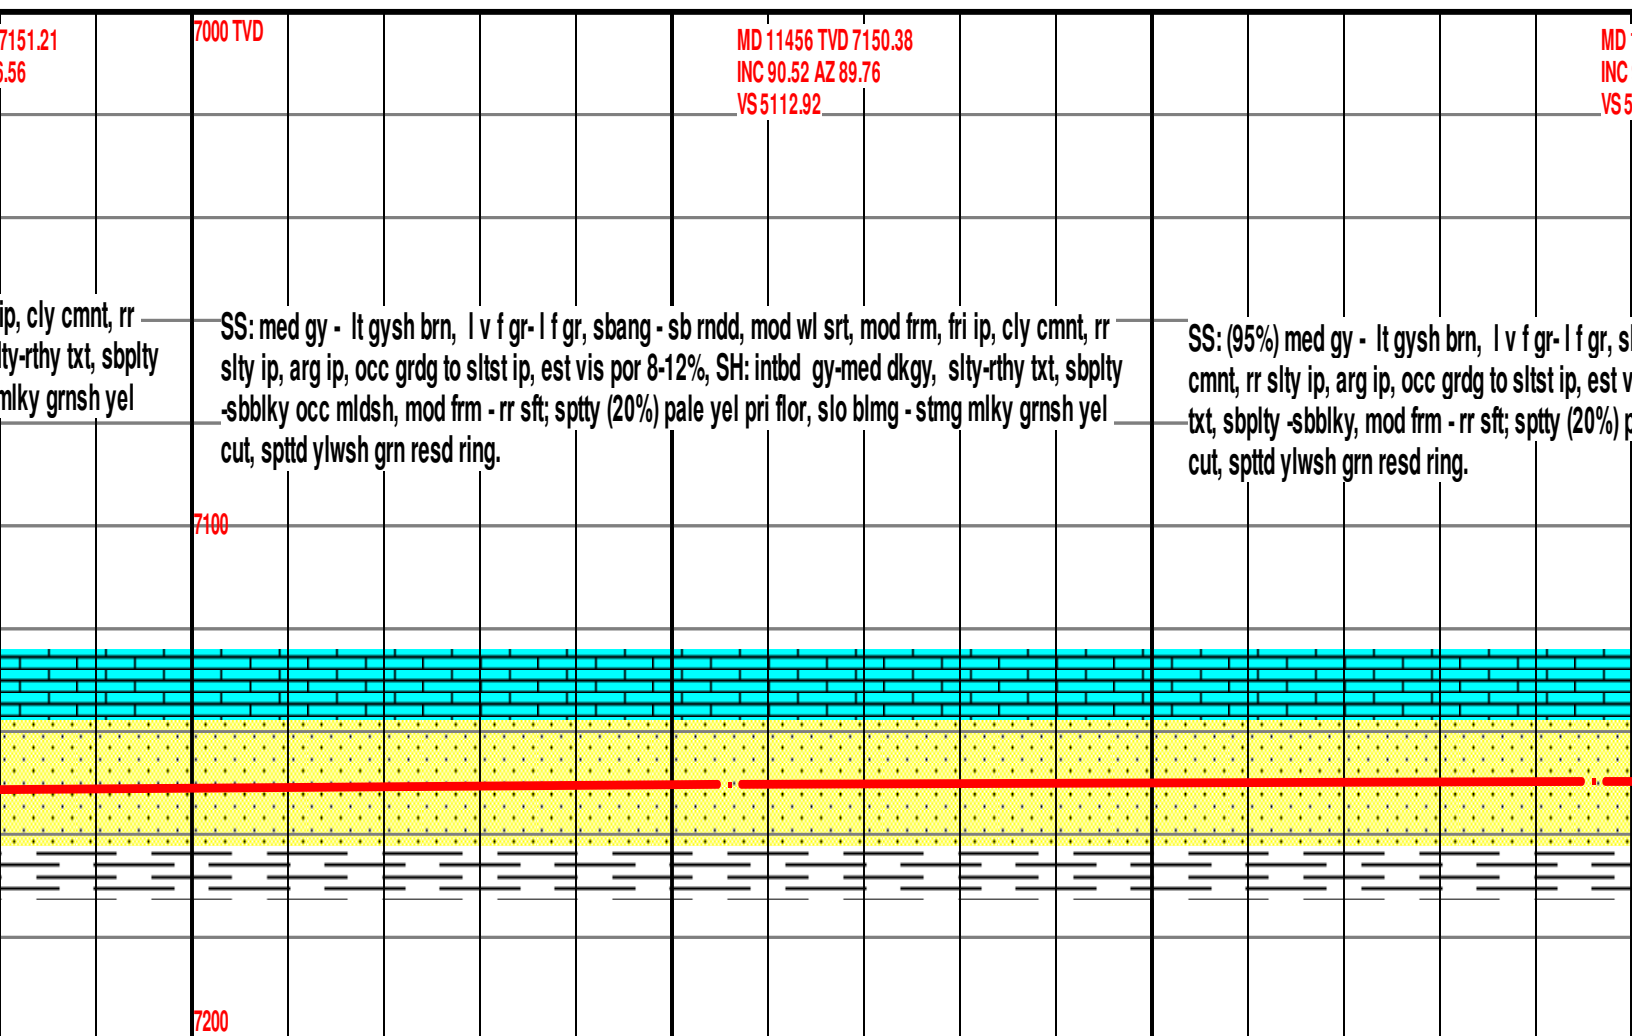 7151.21
6.56
7000 TVD
MD 11456 TVD 7150.38
INC 90.52 AZ 89.76
VS 5112.92
MD
INC
VS 5
ip, cly cmnt, rr
lty-rthy txt, sbplty
mlky grnsh yel
SS: med gy - lt gysh brn, l v f gr- l f gr, sbang - sb rndd, mod wl srt, mod frm, fri ip, cly cmnt, rr
slty ip, arg ip, occ grdg to sltst ip, est vis por 8-12%, SH: intbd gy-med dkgy, slty-rthy txt, sbplty
-sbblky occ mldsh, mod frm - rr sft; sptty (20%) pale yel pri flor, slo blmg - stmg mlky grnsh yel
cut, spttd ylwsh grn resd ring.
SS: (95%) med gy - lt gysh brn, l v f gr- l f gr, s
cmnt, rr slty ip, arg ip, occ grdg to sltst ip, est v
txt, sbplty -sbblky, mod frm - rr sft; sptty (20%) p
cut, spttd ylwsh grn resd ring.
7100
7200